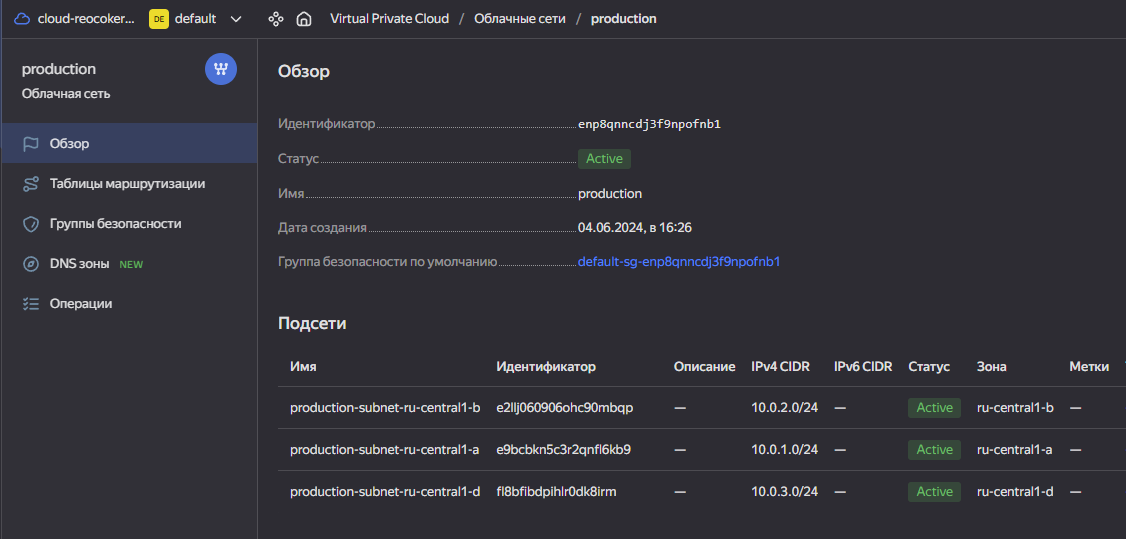 cloud-reocoker... DE default Virtual Private Cloud / Облачные сети / production
production
Облачная сеть
Обзор
Таблицы маршрутизации
Группы безопасности
DNS зоны NEW
Операции
Обзор
Идентификатор enp8qnncdj3f9npofnb1
Статус Active
Имя production
Дата создания 04.06.2024, в 16:26
Группа безопасности по умолчанию default-sg-enp8qnncdj3f9npofnb1
Подсети
Имя Идентификатор Описание IPv4 CIDR IPv6 CIDR Статус Зона Метки
production-subnet-ru-central1-b e2llj060906ohc90mbqp — 10.0.2.0/24 — Active ru-central1-b —
production-subnet-ru-central1-a e9bcbkn5c3r2qnfl6kb9 — 10.0.1.0/24 — Active ru-central1-a —
production-subnet-ru-central1-d fl8bfibdpihlr0dk8irm — 10.0.3.0/24 — Active ru-central1-d —